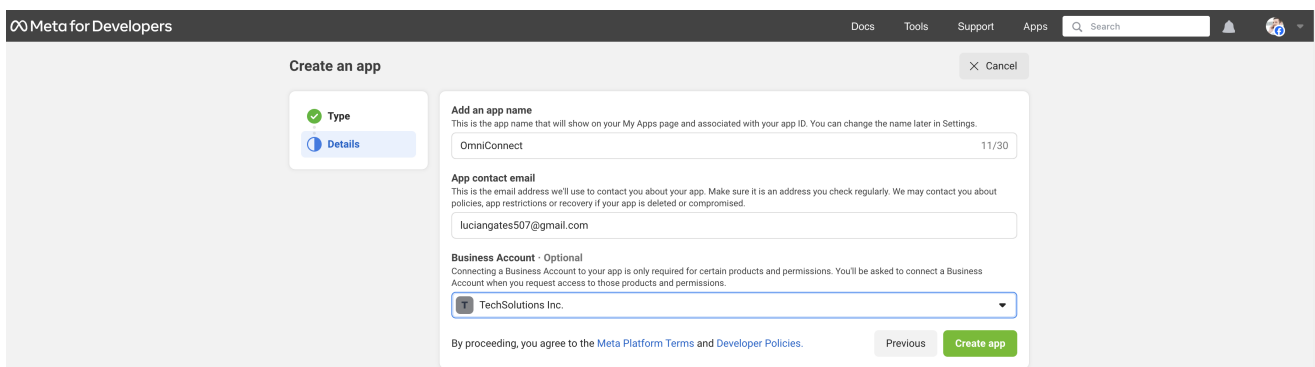 Meta for Developers
Docs Tools Support Apps Search
Create an app
Cancel
Type
Details
Add an app name
This is the app name that will show on your My Apps page and associated with your app ID. You can change the name later in Settings.
OmniConnect 11/30
App contact email
This is the email address we'll use to contact you about your app. Make sure it is an address you check regularly. We may contact you about
policies, app restrictions or recovery if your app is deleted or compromised.
luciangates507@gmail.com
Business Account · Optional
Connecting a Business Account to your app is only required for certain products and permissions. You'll be asked to connect a Business
Account when you request access to those products and permissions.
T TechSolutions Inc.
By proceeding, you agree to the Meta Platform Terms and Developer Policies.
Previous Create app